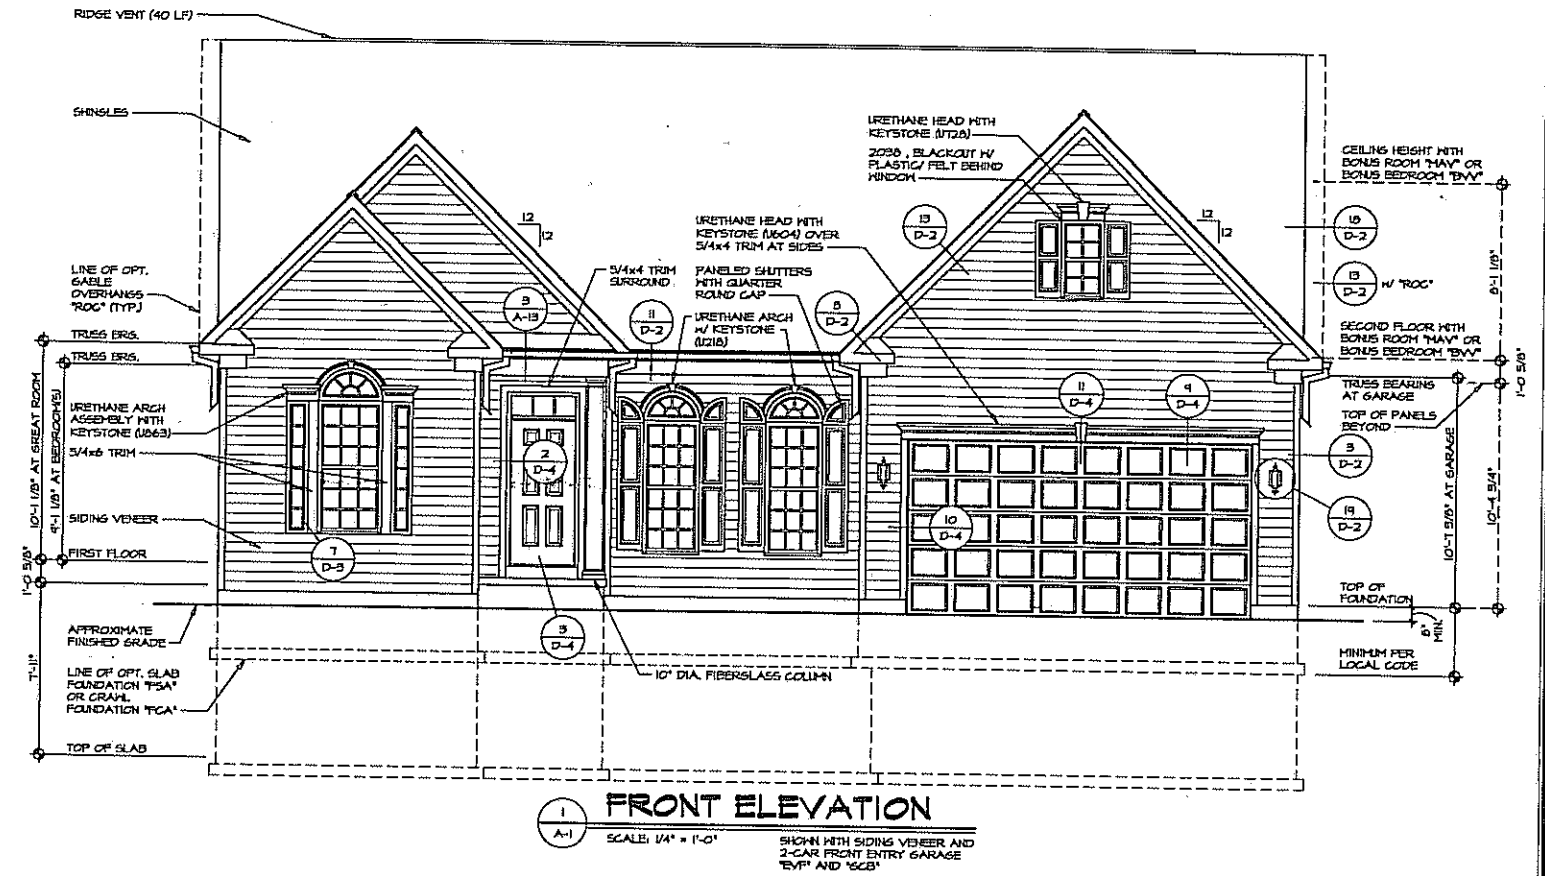 RIDGE VENT (40 LF)
SHINGLES
LINE OF OPT.
GABLE
OVERHANGS
"ROG" (TYP.)
TRUSS BRG.
TRUSS BRG.
10'-1 1/8" AT GREAT ROOM
9'-1 1/8" AT BEDROOM(S)
URETHANE ARCH
ASSEMBLY WITH
KEYSTONE (U863)
5/4x6 TRIM
SIDING VENEER
FIRST FLOOR
1'-0 5/8"
APPROXIMATE
FINISHED GRADE
7'-11"
LINE OF OPT. SLAB
FOUNDATION "FSA"
OR CRAWL
FOUNDATION "FCA"
TOP OF SLAB
7
D-3
12
12
5/4x4 TRIM
SURROUND
3
A-13
11
D-2
2
D-4
3
D-4
10" DIA. FIBERGLASS COLUMN
URETHANE HEAD WITH
KEYSTONE (U604) OVER
5/4x4 TRIM AT SIDES
PANELED SHUTTERS
WITH QUARTER
ROUND CAP
URETHANE ARCH
W/ KEYSTONE
(U218)
8
D-2
URETHANE HEAD WITH
KEYSTONE (U728)
2038 , BLACKOUT W/
PLASTIC/ FELT BEHIND
WINDOW
13
D-2
12
12
11
D-4
9
D-4
10
D-4
CEILING HEIGHT WITH
BONUS ROOM "MAV" OR
BONUS BEDROOM "BVV"
D-2
13
D-2
W/ "ROG"
8'-1 1/8"
SECOND FLOOR WITH
BONUS ROOM "MAV" OR
BONUS BEDROOM "BVV"
1'-0 5/8"
TRUSS BEARING
AT GARAGE
TOP OF PANELS
BEYOND
3
D-2
19
D-2
10'-7 5/8" AT GARAGE
10'-4 3/4"
TOP OF
FOUNDATION
8"
MIN.
MINIMUM PER
LOCAL CODE
1
A-1
FRONT ELEVATION
SCALE: 1/4" = 1'-0"
SHOWN WITH SIDING VENEER AND
2-CAR FRONT ENTRY GARAGE
"EVF" AND "GCB"